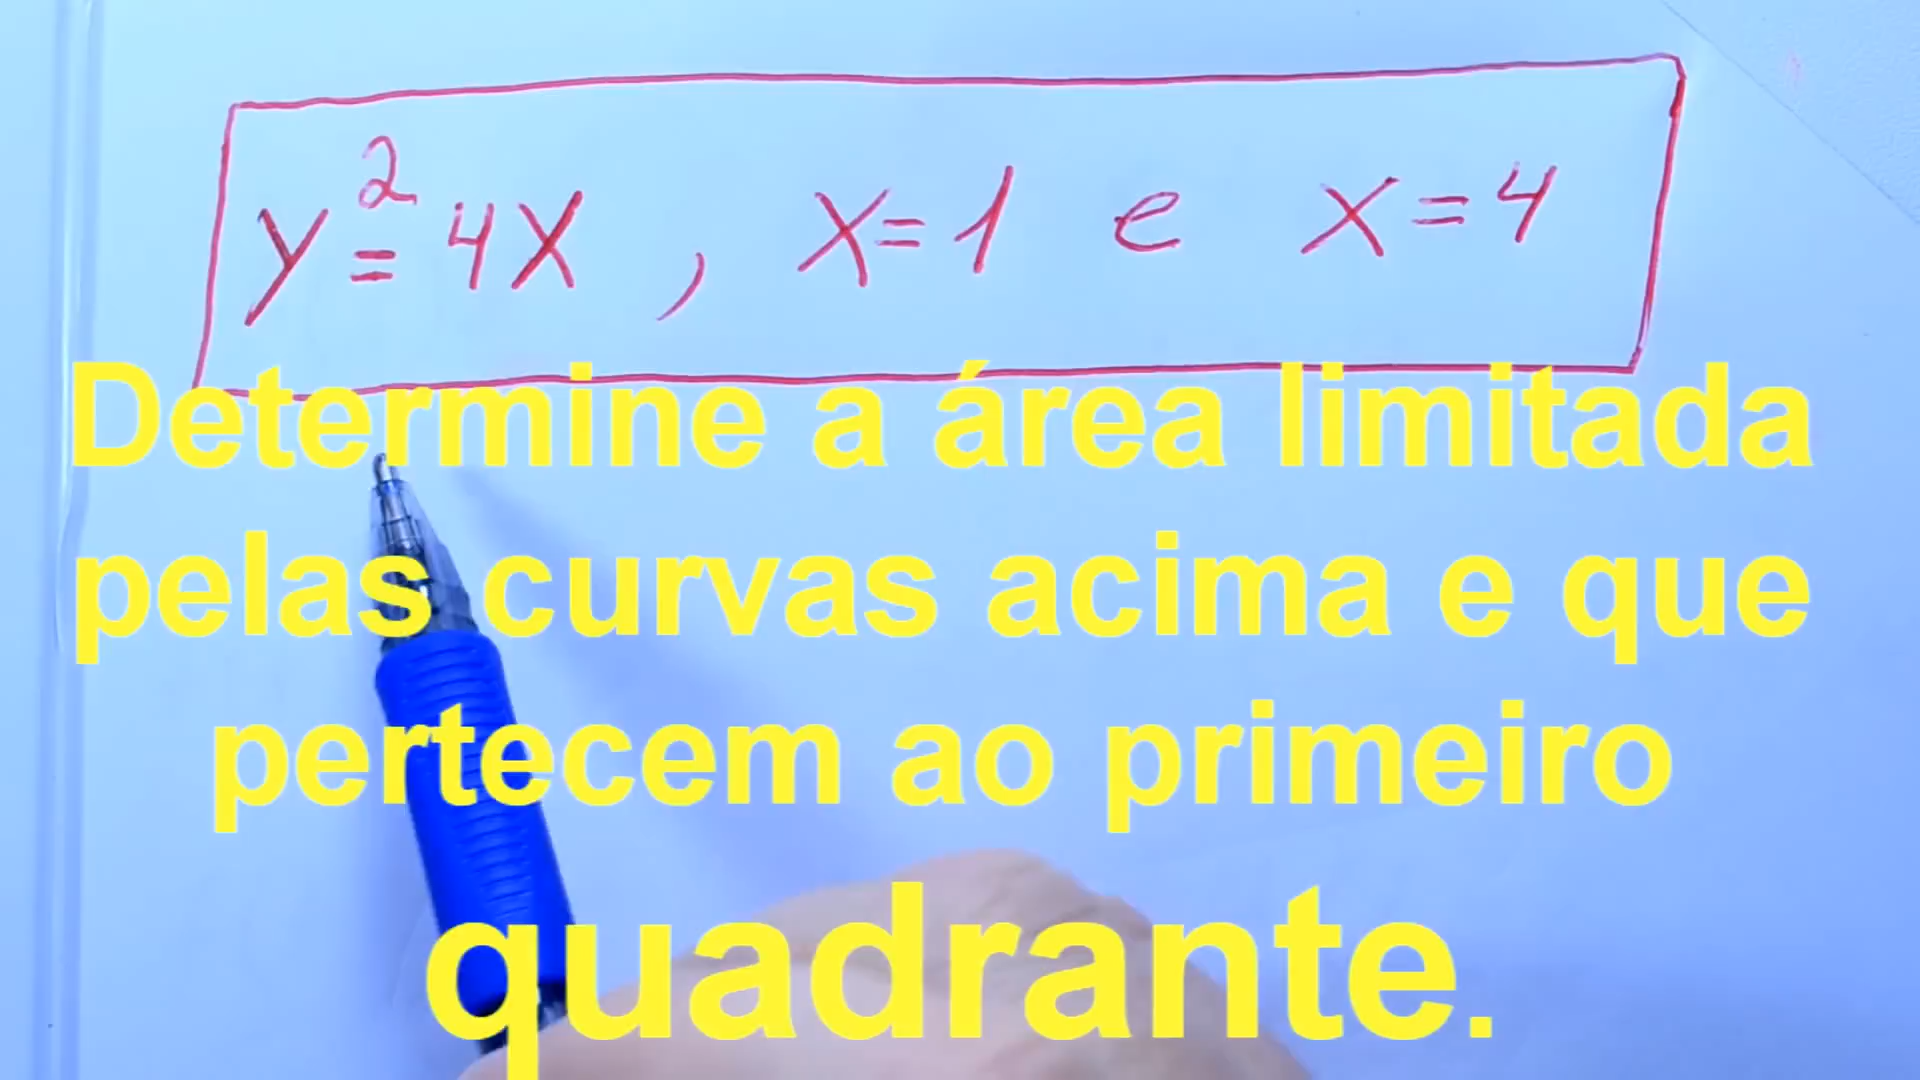 y² = 4x , x = 1 e x = 4
Determine a área limitada
pelas curvas acima e que
pertecem ao primeiro
quadrante.